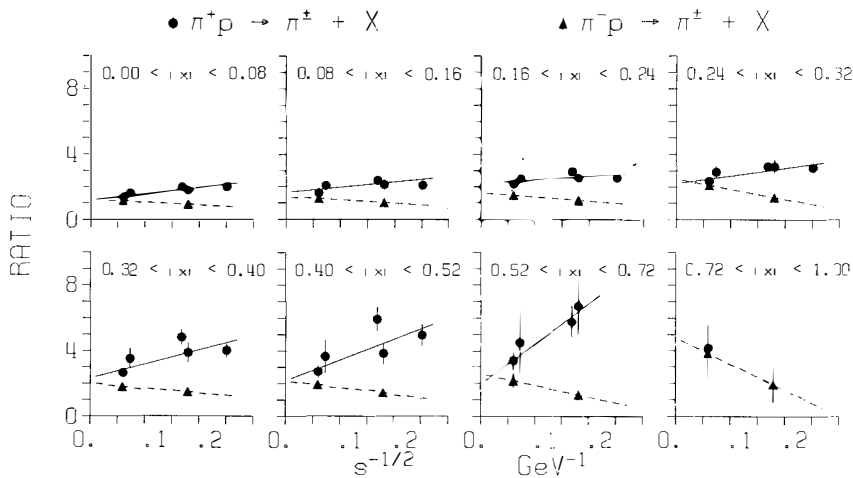 ● π⁺p → π± + X ▲ π⁻p → π± + X
0.00 < |x| < 0.08 0.08 < |x| < 0.16 0.16 < |x| < 0.24 0.24 < |x| < 0.32
8
4
0
RATIO
0.32 < |x| < 0.40 0.40 < |x| < 0.52 0.52 < |x| < 0.72 0.72 < |x| < 1.00
8
4
0
0. .1 .2 0. .1 .2 0. .1 .2 0. .1 .2
s⁻¹/² GeV⁻¹